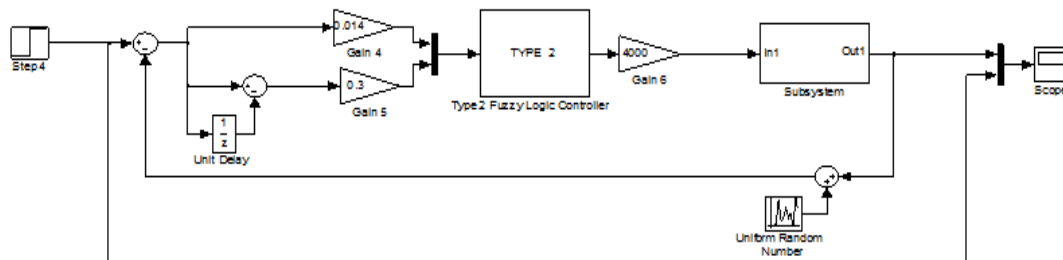 0.014
Gain 4
Step4
0.3
Gain 5
1
z
Unit Delay
TYPE 2
Type2 Fuzzy Logic Controller
4000
Gain 6
In1
Out1
Subsystem
Scope
Uniform Random
Number